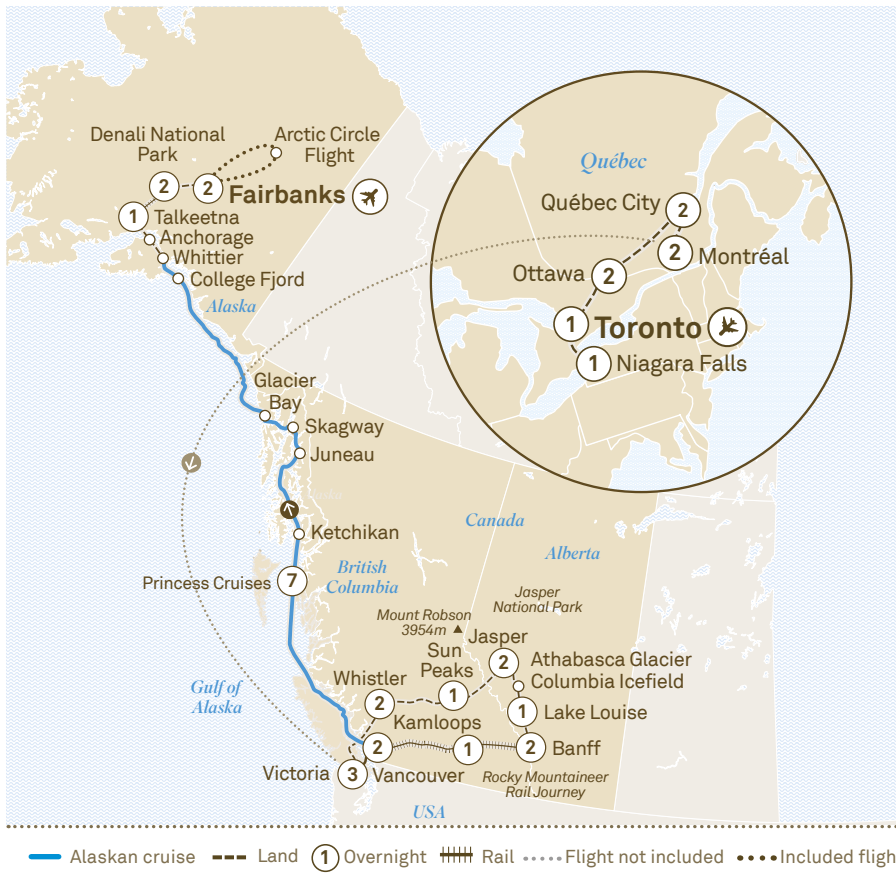 Denali National
Park
Arctic Circle
Flight
2
2
Fairbanks
1
Talkeetna
Anchorage
Whittier
College Fjord
Alaska
Québec
Québec City
2
2
Montréal
Ottawa
2
1
Toronto
1
Niagara Falls
Glacier
Bay
Skagway
Juneau
Ketchikan
Princess Cruises
7
British
Columbia
Canada
Alberta
Jasper
National Park
Mount Robson
3954m
Jasper
2
Sun
Peaks
1
Athabasca Glacier
Columbia Icefield
Whistler
2
1
Lake Louise
Gulf of
Alaska
Kamloops
2
1
2
Banff
Victoria
3
Vancouver
Rocky Mountaineer
Rail Journey
USA
Alaskan cruise
Land
1
Overnight
Rail
Flight not included
Included fligh